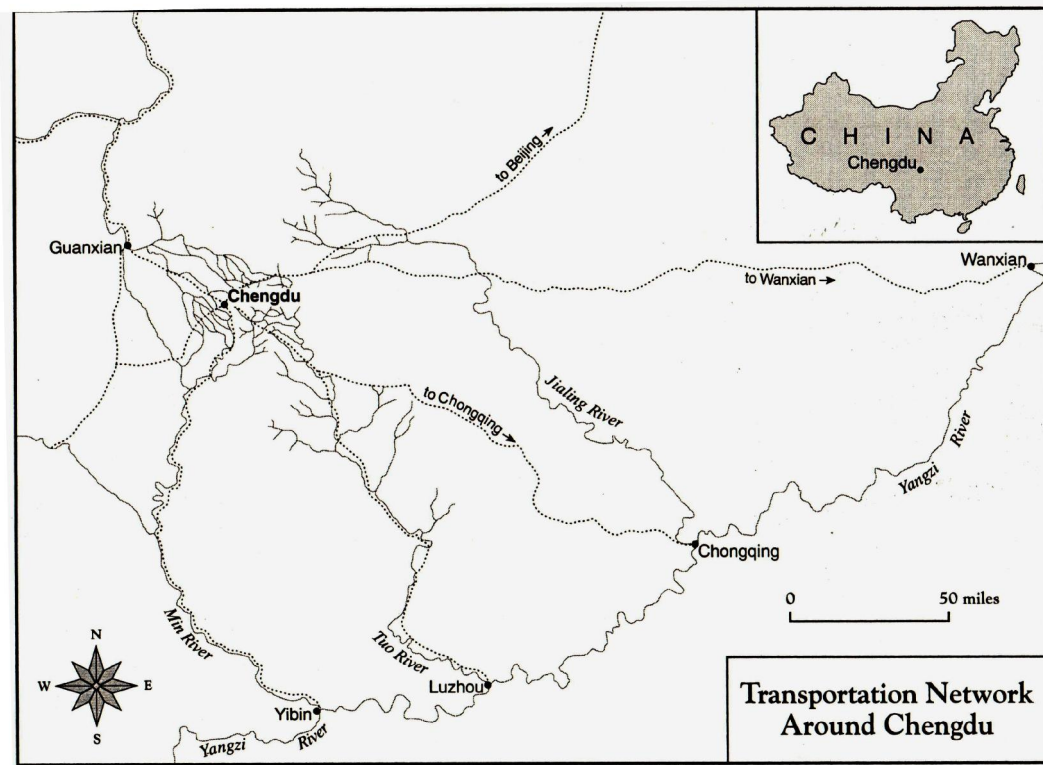 to Beijing →
CHINA
Chengdu
Guanxian
Chengdu
Wanxian
to Wanxian →
to Chongqing →
Jialing River
Yangzi River
Chongqing
0 50 miles
Min River
Tuo River
Luzhou
Yibin
Yangzi River
N
W E
S
Transportation Network
Around Chengdu